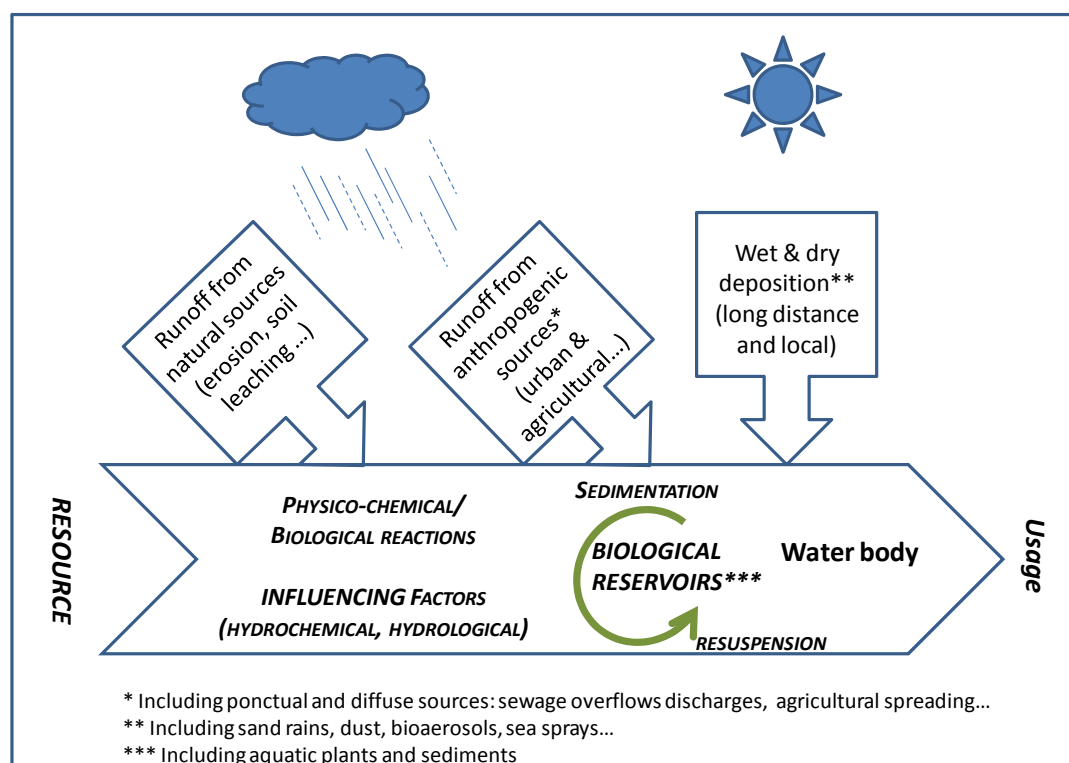 Runoff from
natural sources
(erosion, soil
leaching ...)
Runoff from
anthropogenic
sources*
(urban &
agricultural...)
Wet & dry
deposition**
(long distance
and local)
RESOURCE
PHYSICO-CHEMICAL/
BIOLOGICAL REACTIONS
INFLUENCING FACTORS
(HYDROCHEMICAL, HYDROLOGICAL)
SEDIMENTATION
BIOLOGICAL
RESERVOIRS***
RESUSPENSION
Water body
Usage
* Including ponctual and diffuse sources: sewage overflows discharges, agricultural spreading...
** Including sand rains, dust, bioaerosols, sea sprays...
*** Including aquatic plants and sediments